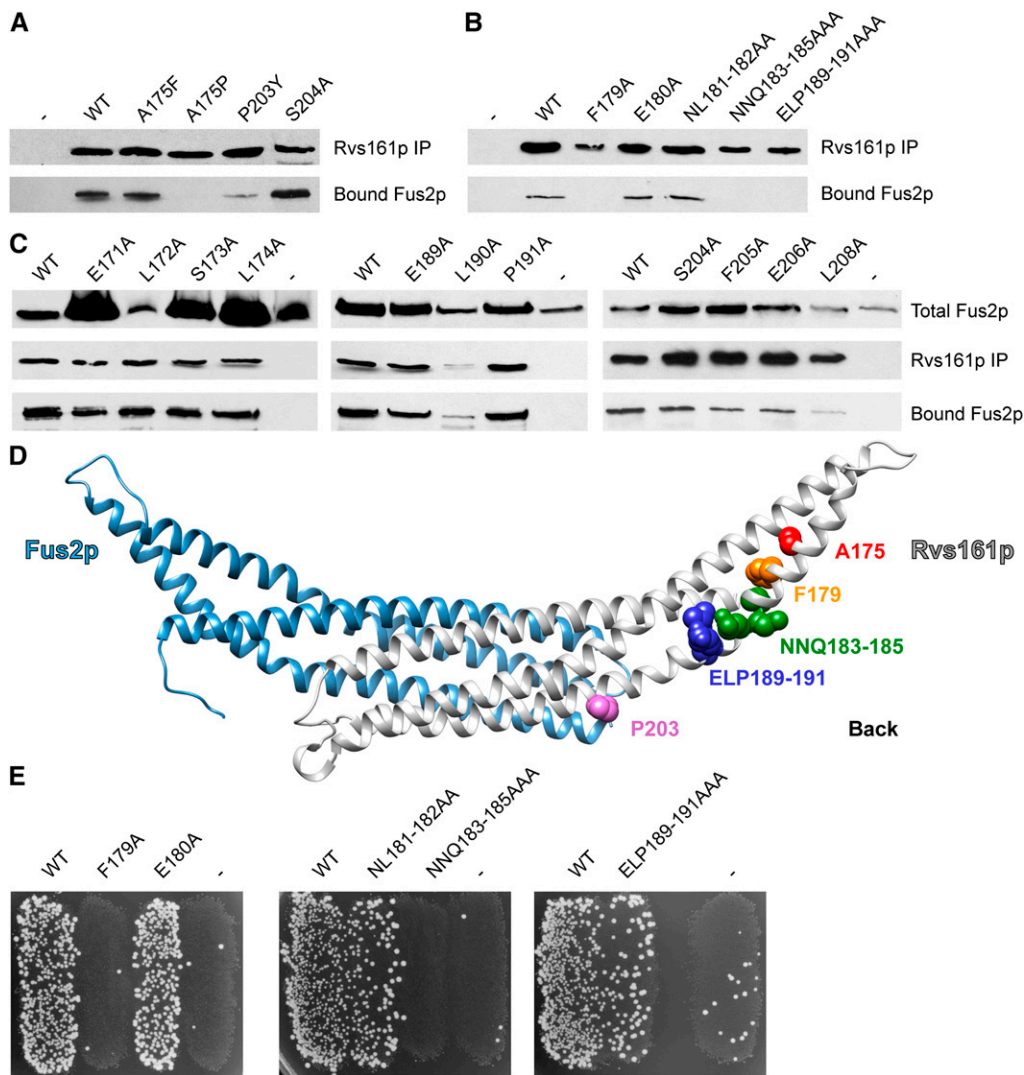 A
- WT A175F A175P P203Y S204A
Rvs161p IP
Bound Fus2p
B
- WT F179A E180A NL181-182AA NNQ183-185AAA ELP189-191AAA
Rvs161p IP
Bound Fus2p
C
WT E171A L172A S173A L174A -
WT E189A L190A P191A -
WT S204A F205A E206A L208A -
Total Fus2p
Rvs161p IP
Bound Fus2p
D
Fus2p
Rvs161p
A175
F179
NNQ183-185
ELP189-191
P203
Back
E
WT F179A E180A -
WT NL181-182AA NNQ183-185AAA -
WT ELP189-191AAA -